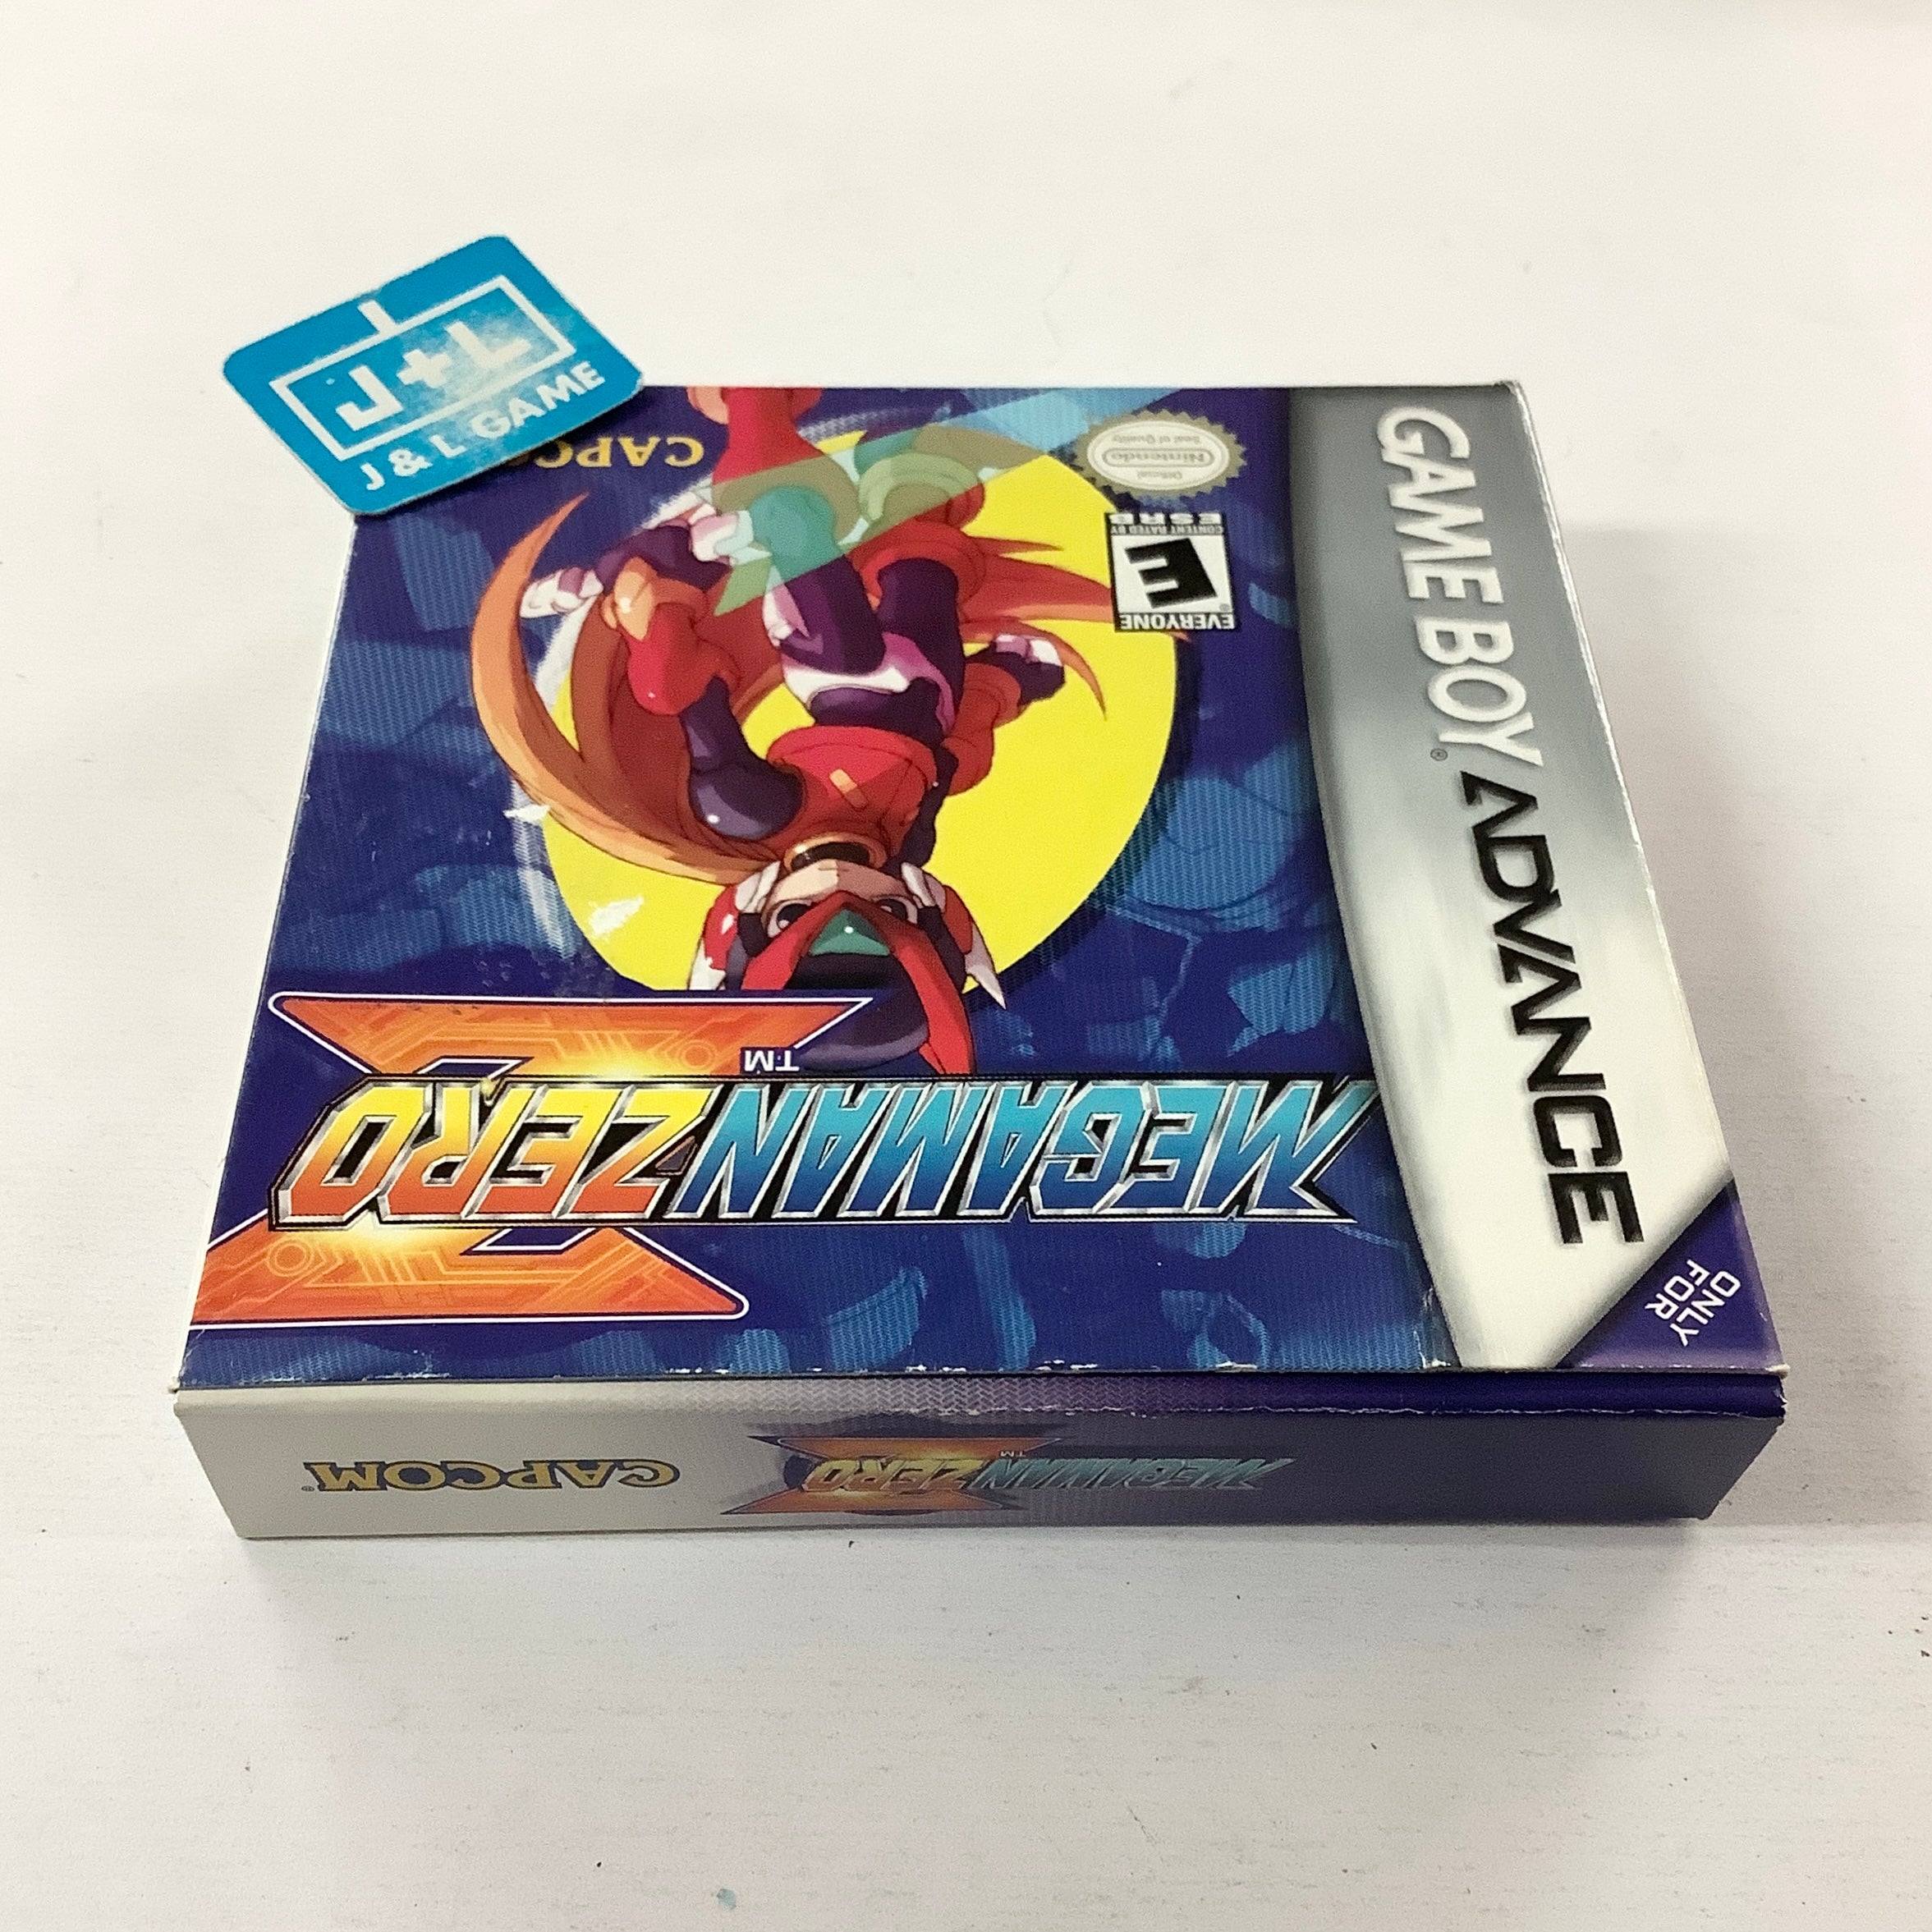 J+L
J & L GAME
ONLY
FOR
GAME BOY® ADVANCE
MEGAMAN ZERO
TM
EVERYONE
E
®
CONTENT RATED BY
ESRB
Official
Nintendo
Seal of Quality
CAPCO
MEGAMAN ZERO
TM
CAPCOM®